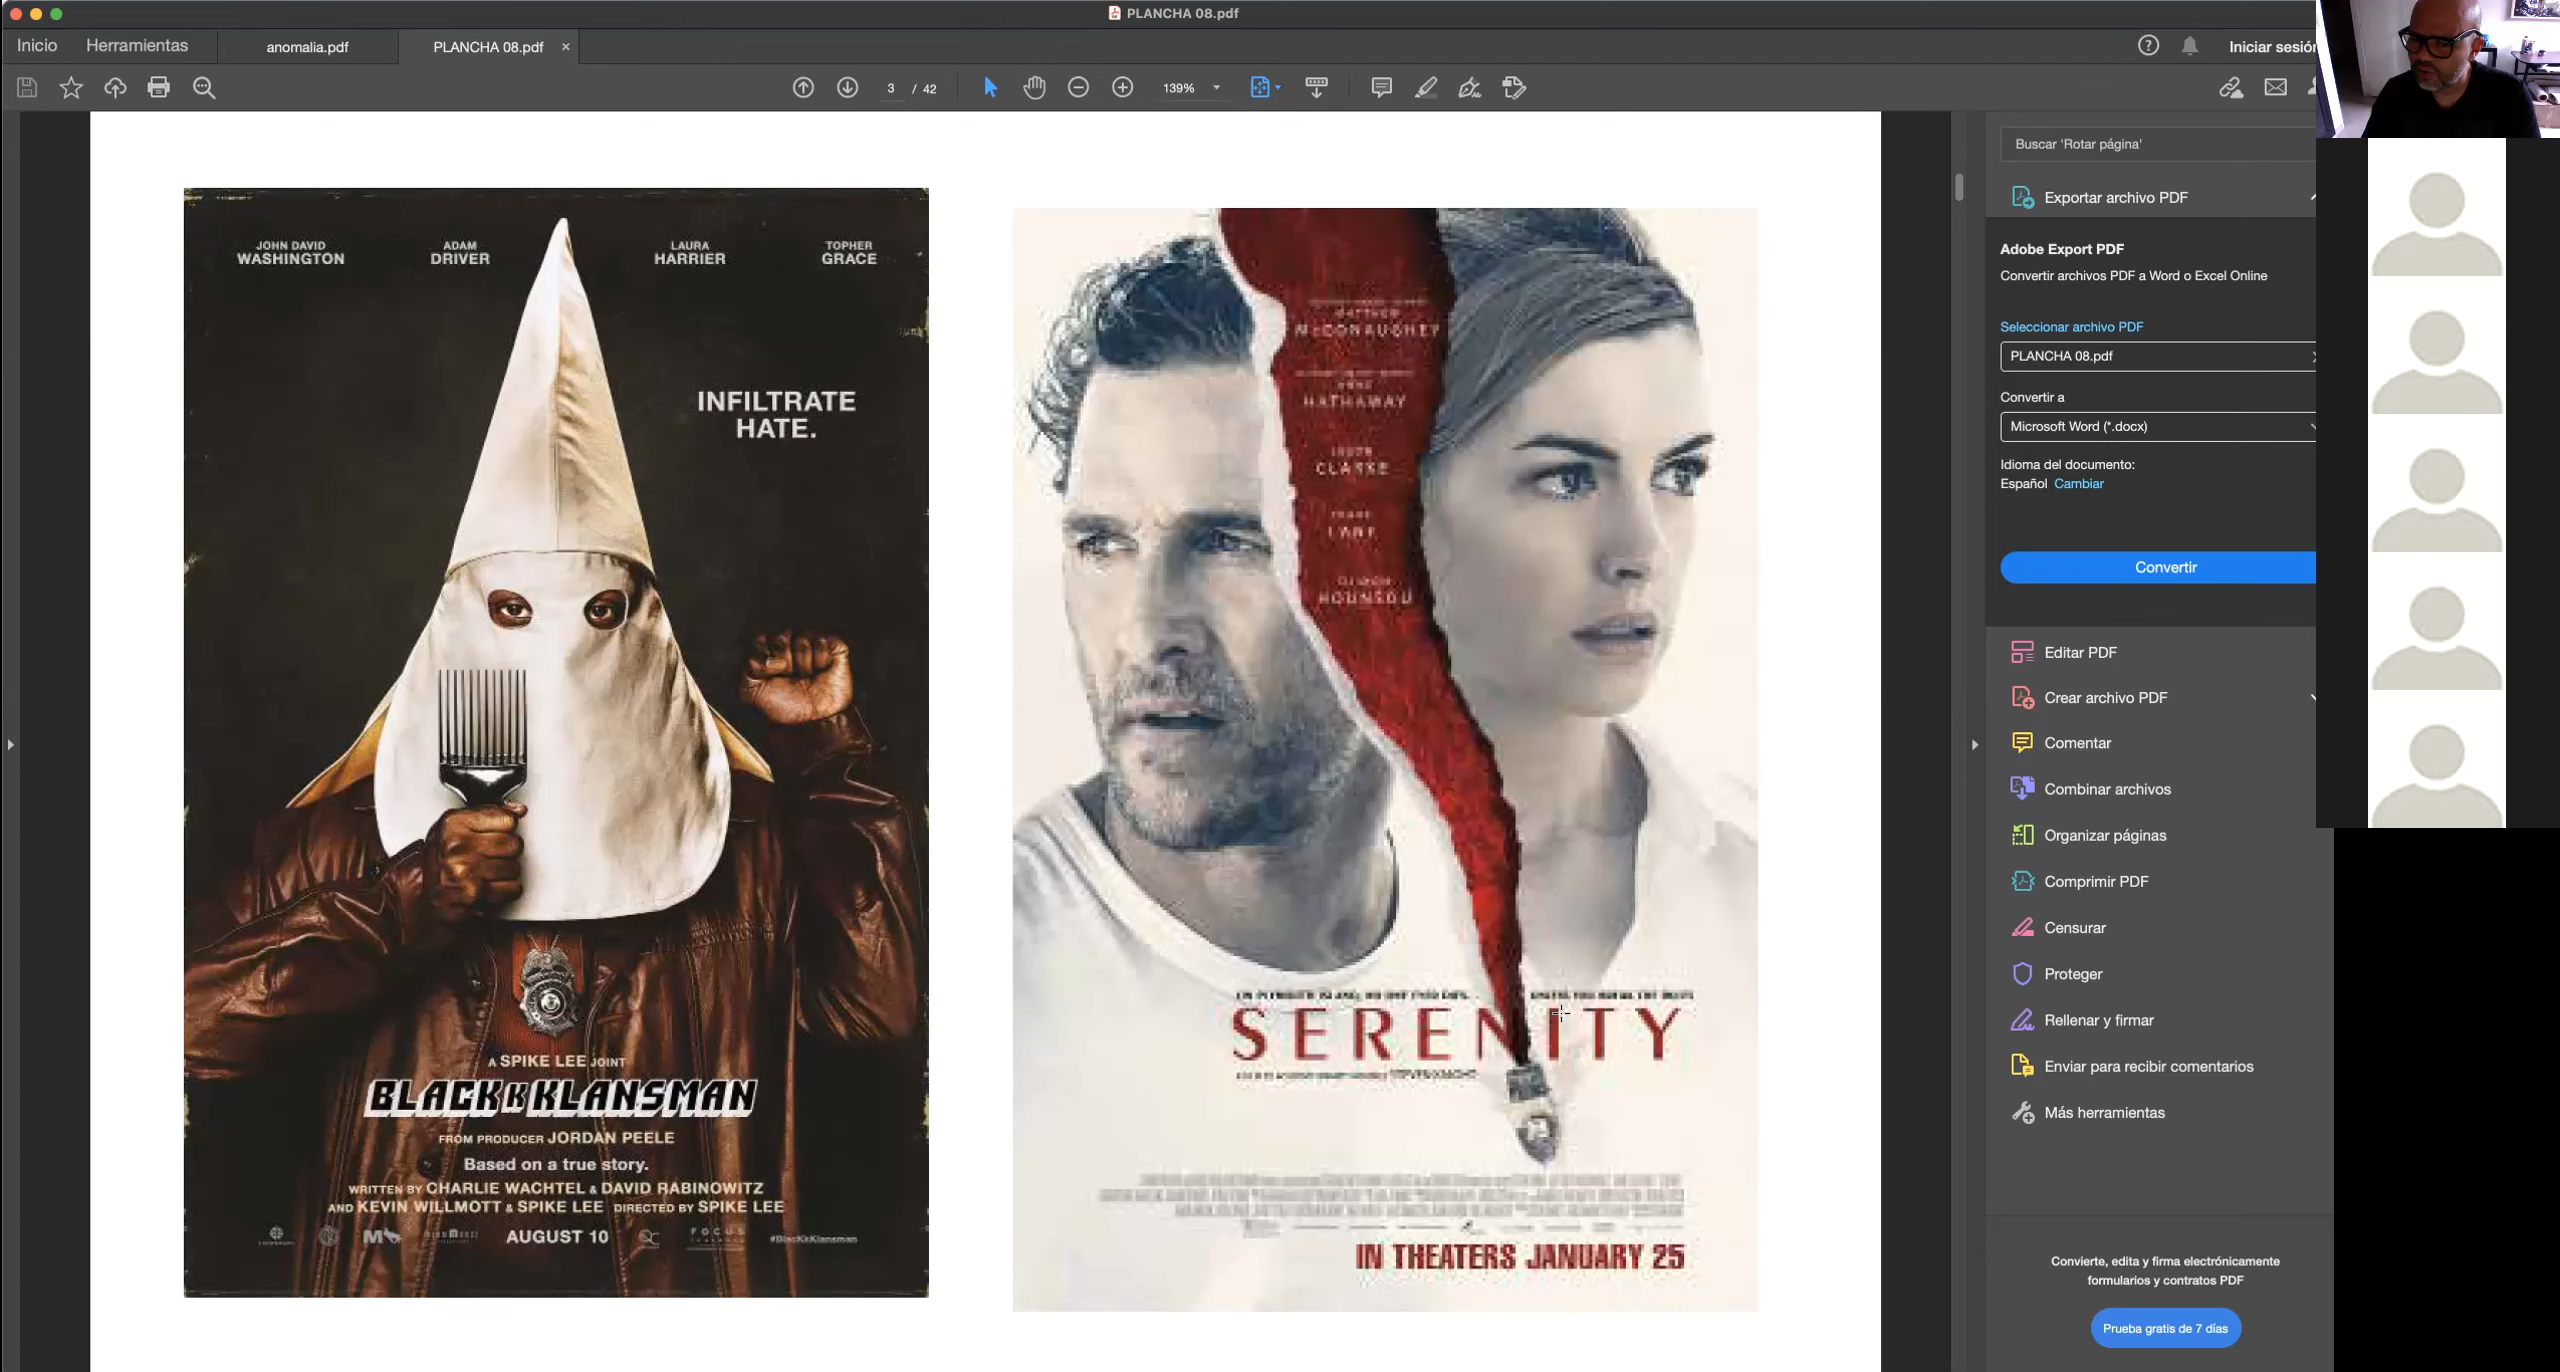 PLANCHA 08.pdf
Inicio
Herramientas
anomalia.pdf
PLANCHA 08.pdf
Iniciar sesión
3 / 42
139%
JOHN DAVID WASHINGTON
ADAM DRIVER
LAURA HARRIER
TOPHER GRACE
INFILTRATE
HATE.
A SPIKE LEE JOINT
BLACKKKLANSMAN
FROM PRODUCER JORDAN PEELE
Based on a true story.
WRITTEN BY CHARLIE WACHTEL & DAVID RABINOWITZ
AND KEVIN WILLMOTT & SPIKE LEE DIRECTED BY SPIKE LEE
AUGUST 10
FOCUS
#BlacKkKlansman
McCONAUGHEY
HATHAWAY
CLARKE
LANE
HOUNSOU
SERENITY
IN THEATERS JANUARY 25
Buscar 'Rotar página'
Exportar archivo PDF
Adobe Export PDF
Convertir archivos PDF a Word o Excel Online
Seleccionar archivo PDF
PLANCHA 08.pdf
Convertir a
Microsoft Word (*.docx)
Idioma del documento:
Español Cambiar
Convertir
Editar PDF
Crear archivo PDF
Comentar
Combinar archivos
Organizar páginas
Comprimir PDF
Censurar
Proteger
Rellenar y firmar
Enviar para recibir comentarios
Más herramientas
Convierte, edita y firma electrónicamente
formularios y contratos PDF
Prueba gratis de 7 días